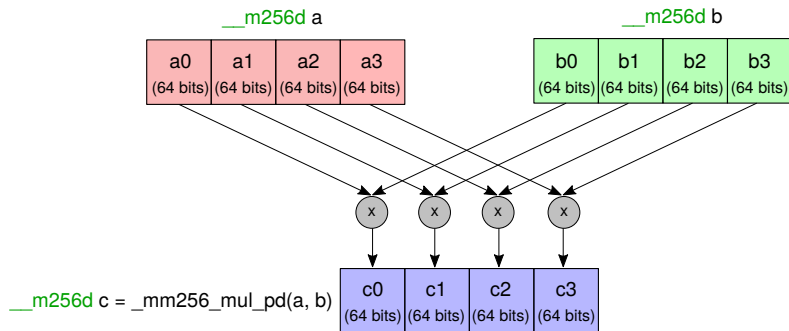 __m256d a
__m256d b
a0 a1 a2 a3
(64 bits) (64 bits) (64 bits) (64 bits)
b0 b1 b2 b3
(64 bits) (64 bits) (64 bits) (64 bits)
x x x x
__m256d c = _mm256_mul_pd(a, b)
c0 c1 c2 c3
(64 bits) (64 bits) (64 bits) (64 bits)